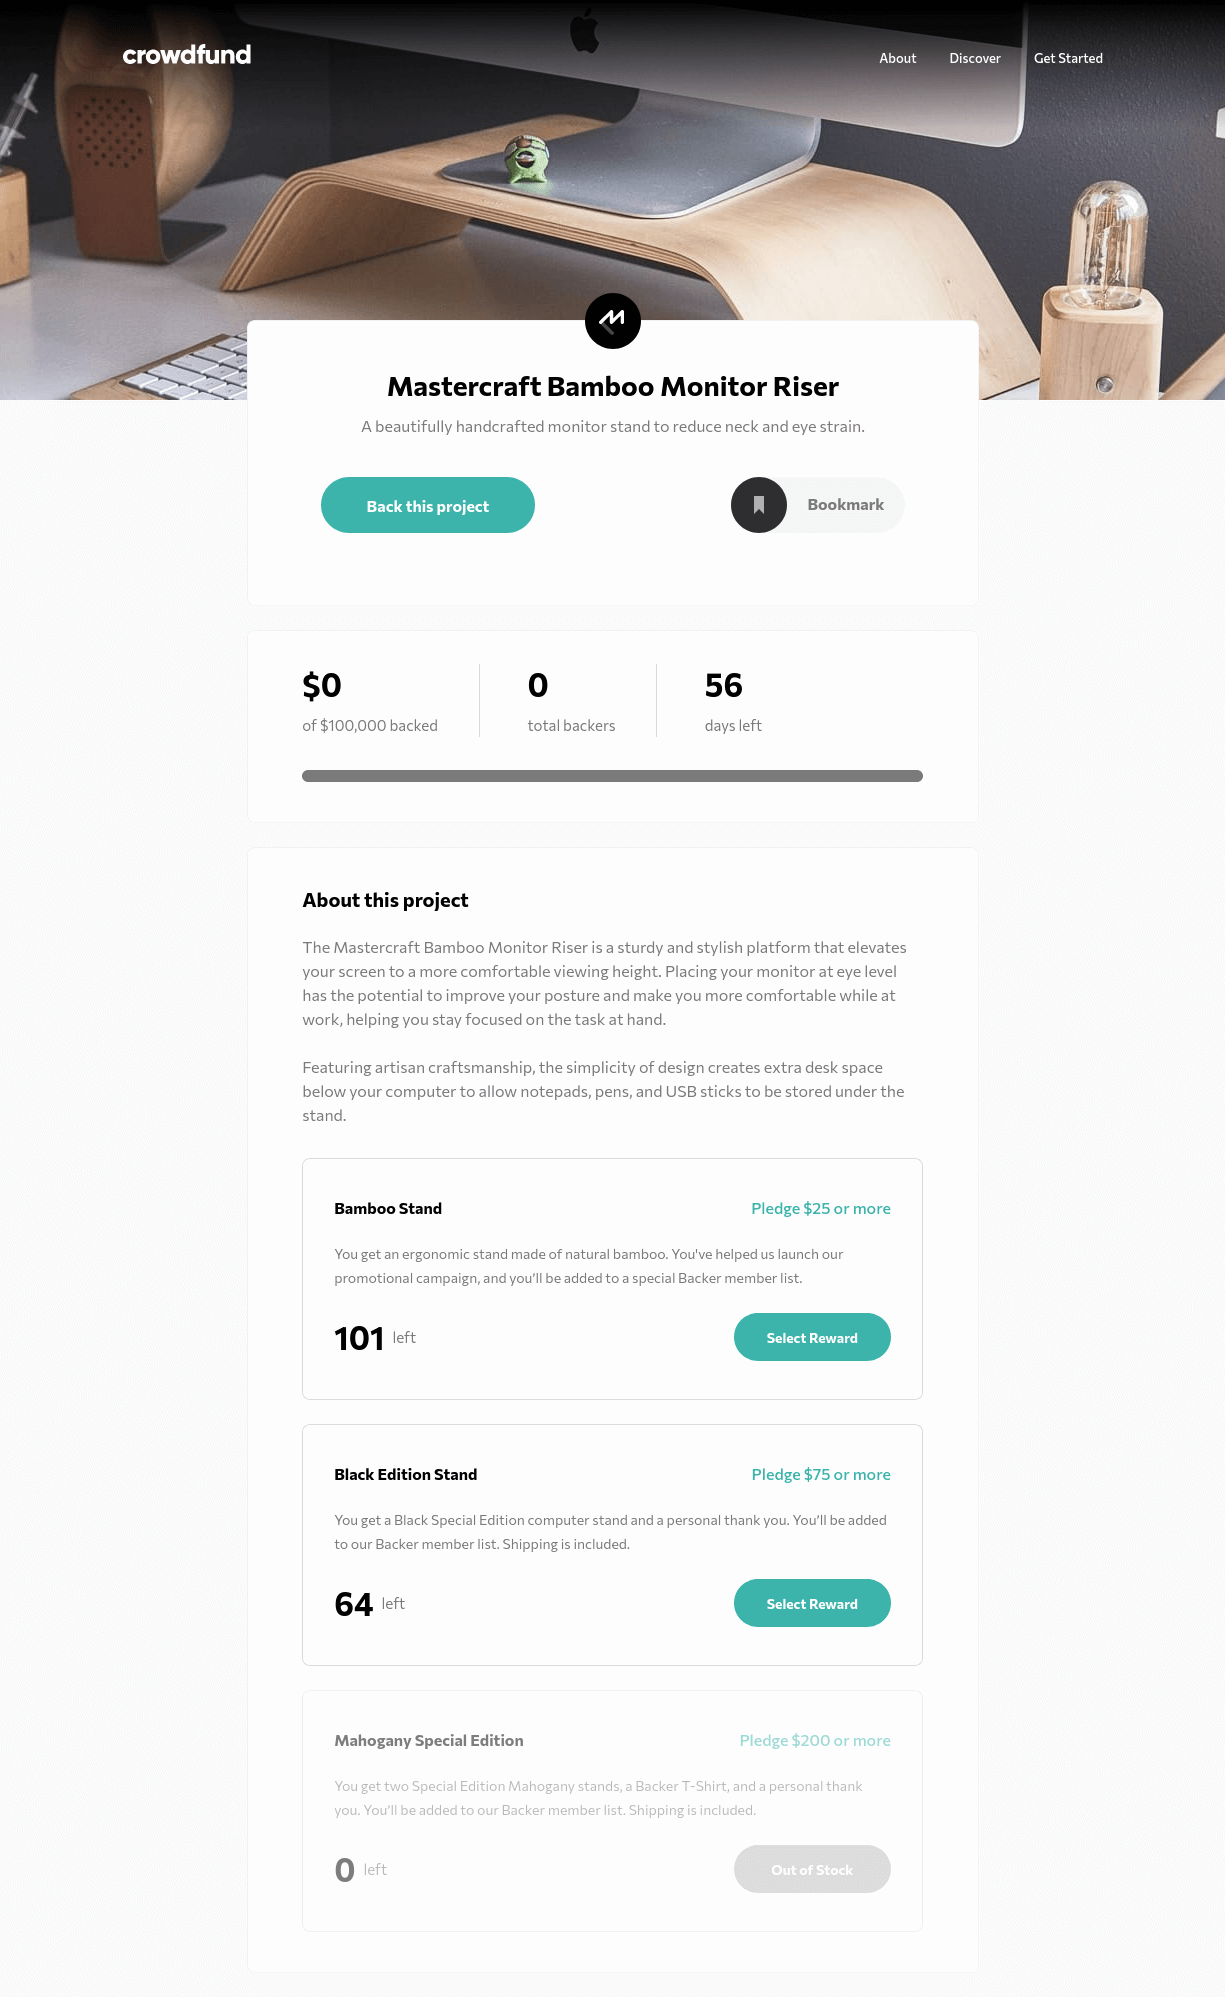 crowdfund
About Discover Get Started
Mastercraft Bamboo Monitor Riser
A beautifully handcrafted monitor stand to reduce neck and eye strain.
Back this project Bookmark
$0 0 56
of $100,000 backed total backers days left
About this project
The Mastercraft Bamboo Monitor Riser is a sturdy and stylish platform that elevates
your screen to a more comfortable viewing height. Placing your monitor at eye level
has the potential to improve your posture and make you more comfortable while at
work, helping you stay focused on the task at hand.
Featuring artisan craftsmanship, the simplicity of design creates extra desk space
below your computer to allow notepads, pens, and USB sticks to be stored under the
stand.
Bamboo Stand Pledge $25 or more
You get an ergonomic stand made of natural bamboo. You've helped us launch our
promotional campaign, and you'll be added to a special Backer member list.
101 left Select Reward
Black Edition Stand Pledge $75 or more
You get a Black Special Edition computer stand and a personal thank you. You'll be added
to our Backer member list. Shipping is included.
64 left Select Reward
Mahogany Special Edition Pledge $200 or more
You get two Special Edition Mahogany stands, a Backer T-Shirt, and a personal thank
you. You'll be added to our Backer member list. Shipping is included.
0 left Out of Stock